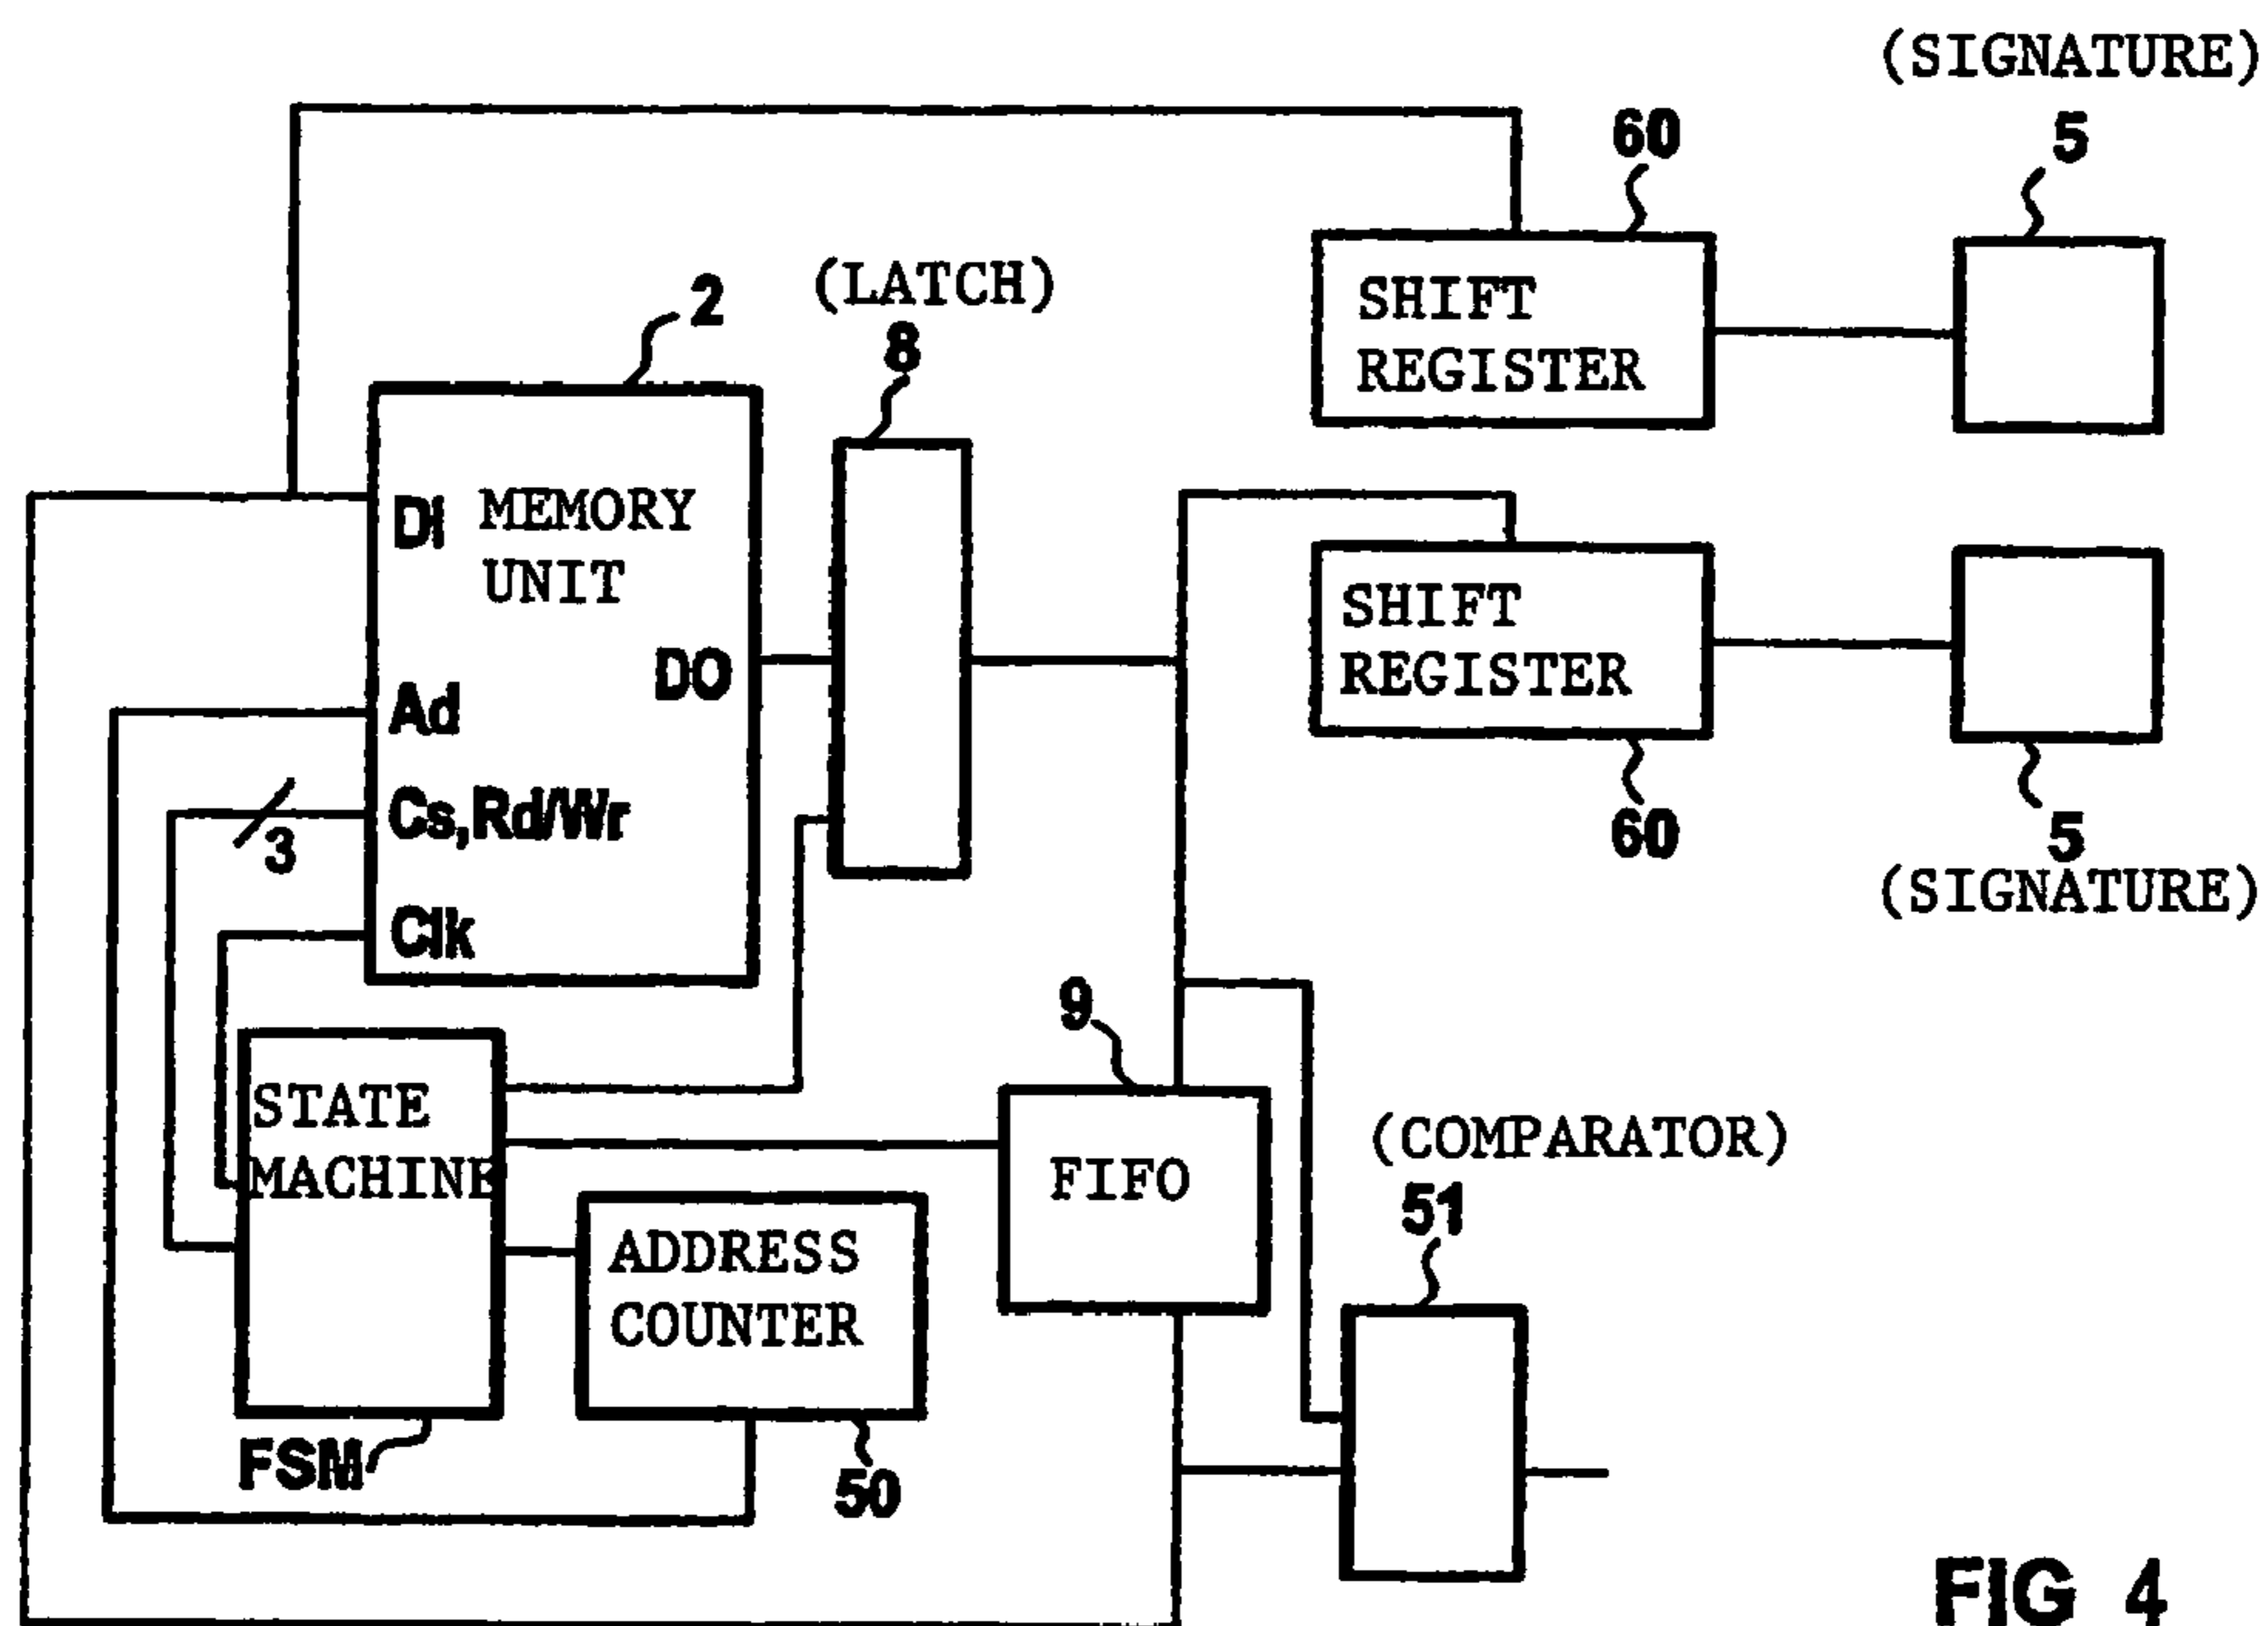 (SIGNATURE)
60
5
SHIFT
REGISTER
2
(LATCH)
8
DI
MEMORY
UNIT
DO
Ad
Cs,Rd/Wr
3
Clk
SHIFT
REGISTER
60
5
(SIGNATURE)
9
STATE
MACHINE
FIFO
(COMPARATOR)
51
ADDRESS
COUNTER
FSM
50
FIG 4